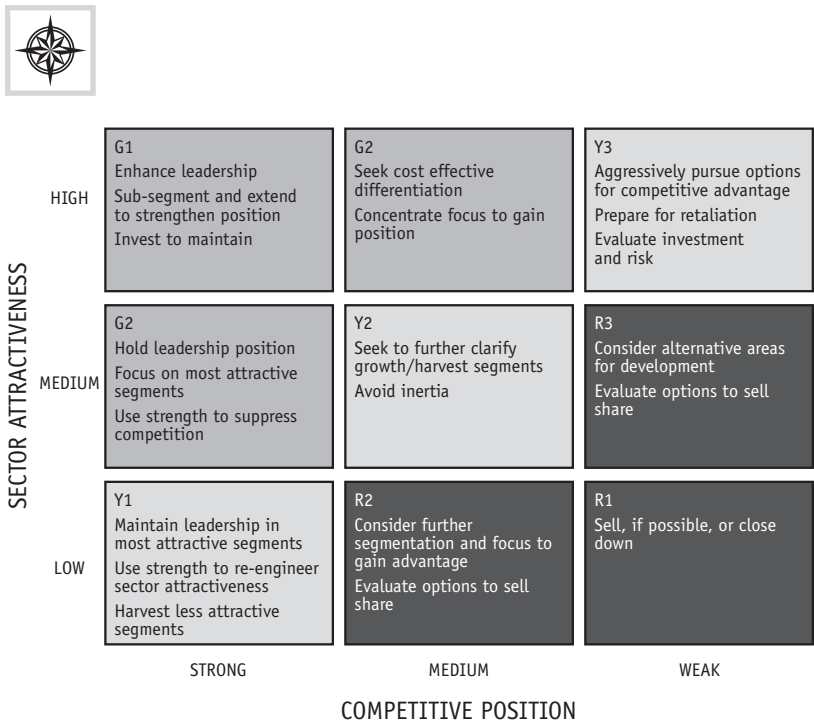 G1
Enhance leadership
Sub-segment and extend
to strengthen position
Invest to maintain
G2
Seek cost effective
differentiation
Concentrate focus to gain
position
Y3
Aggressively pursue options
for competitive advantage
Prepare for retaliation
Evaluate investment
and risk
HIGH
G2
Hold leadership position
Focus on most attractive
segments
Use strength to suppress
competition
Y2
Seek to further clarify
growth/harvest segments
Avoid inertia
R3
Consider alternative areas
for development
Evaluate options to sell
share
MEDIUM
SECTOR ATTRACTIVENESS
Y1
Maintain leadership in
most attractive segments
Use strength to re-engineer
sector attractiveness
Harvest less attractive
segments
R2
Consider further
segmentation and focus to
gain advantage
Evaluate options to sell
share
R1
Sell, if possible, or close
down
LOW
STRONG
MEDIUM
WEAK
COMPETITIVE POSITION